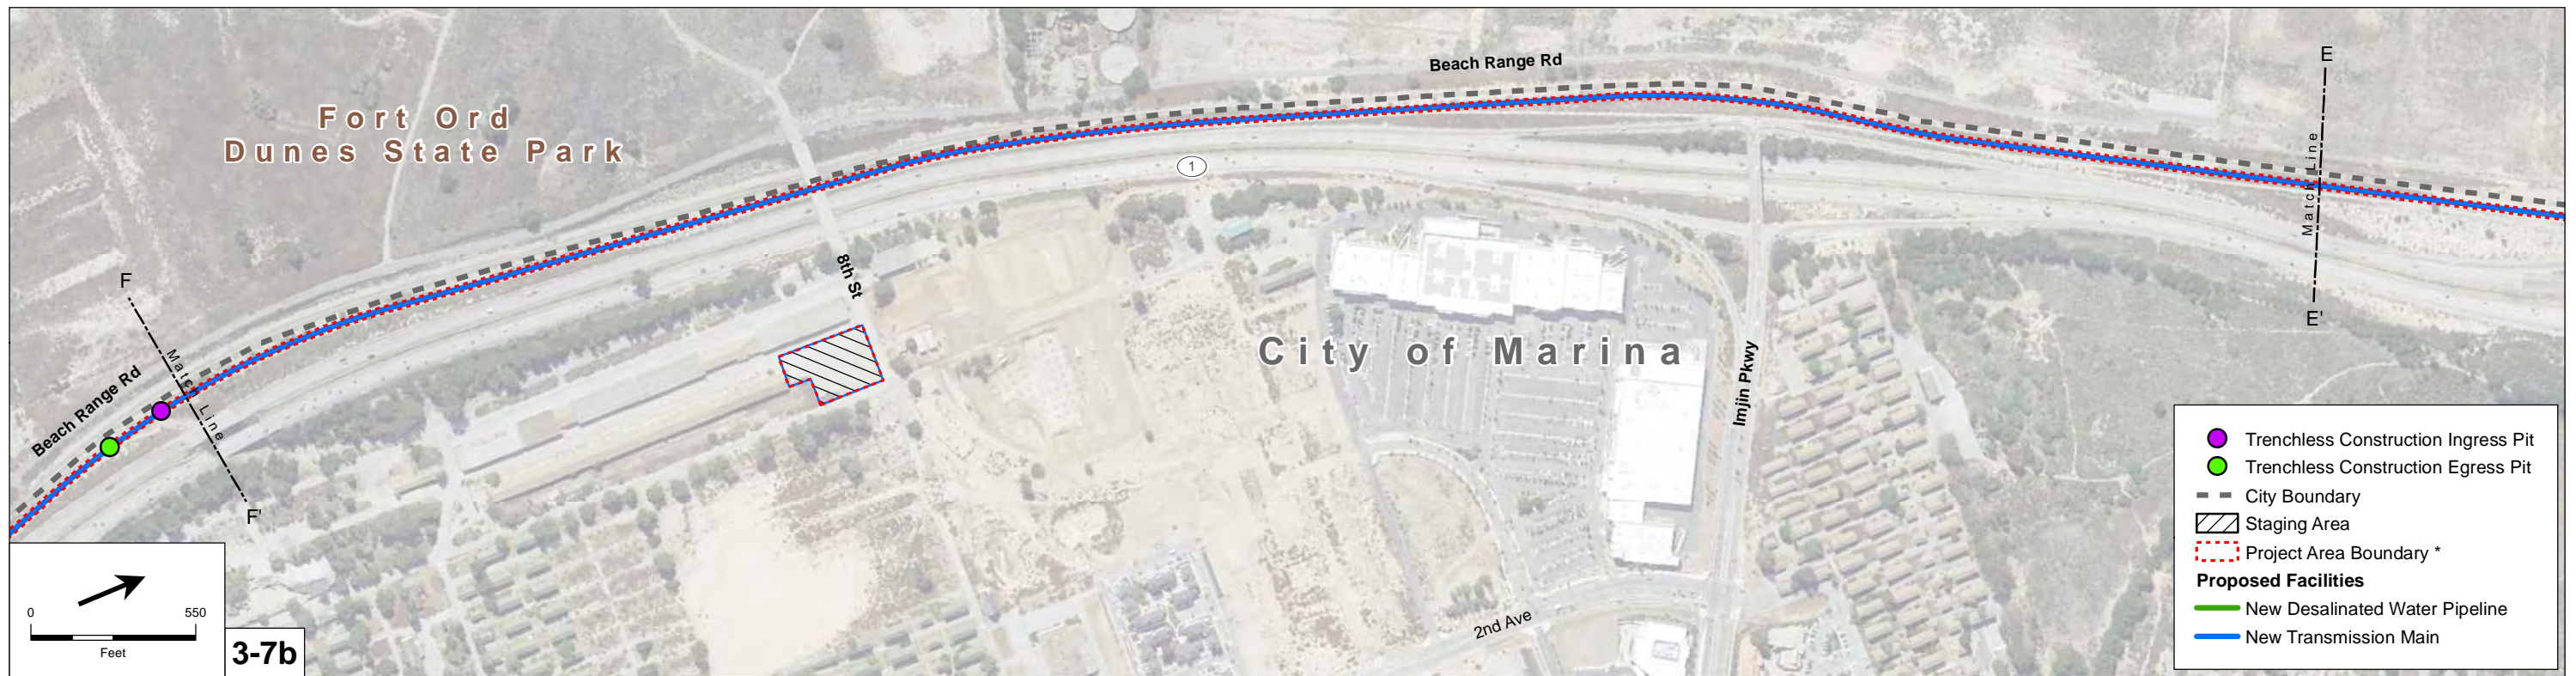 Beach Range Rd
E
Fort Ord
Dunes State Park
1
Match Line
8th St
F
E'
City of Marina
Match Line
Imjin Pkwy
Beach Range Rd
F'
2nd Ave
0 550
Feet
3-7b
Trenchless Construction Ingress Pit
Trenchless Construction Egress Pit
City Boundary
Staging Area
Project Area Boundary *
Proposed Facilities
New Desalinated Water Pipeline
New Transmission Main